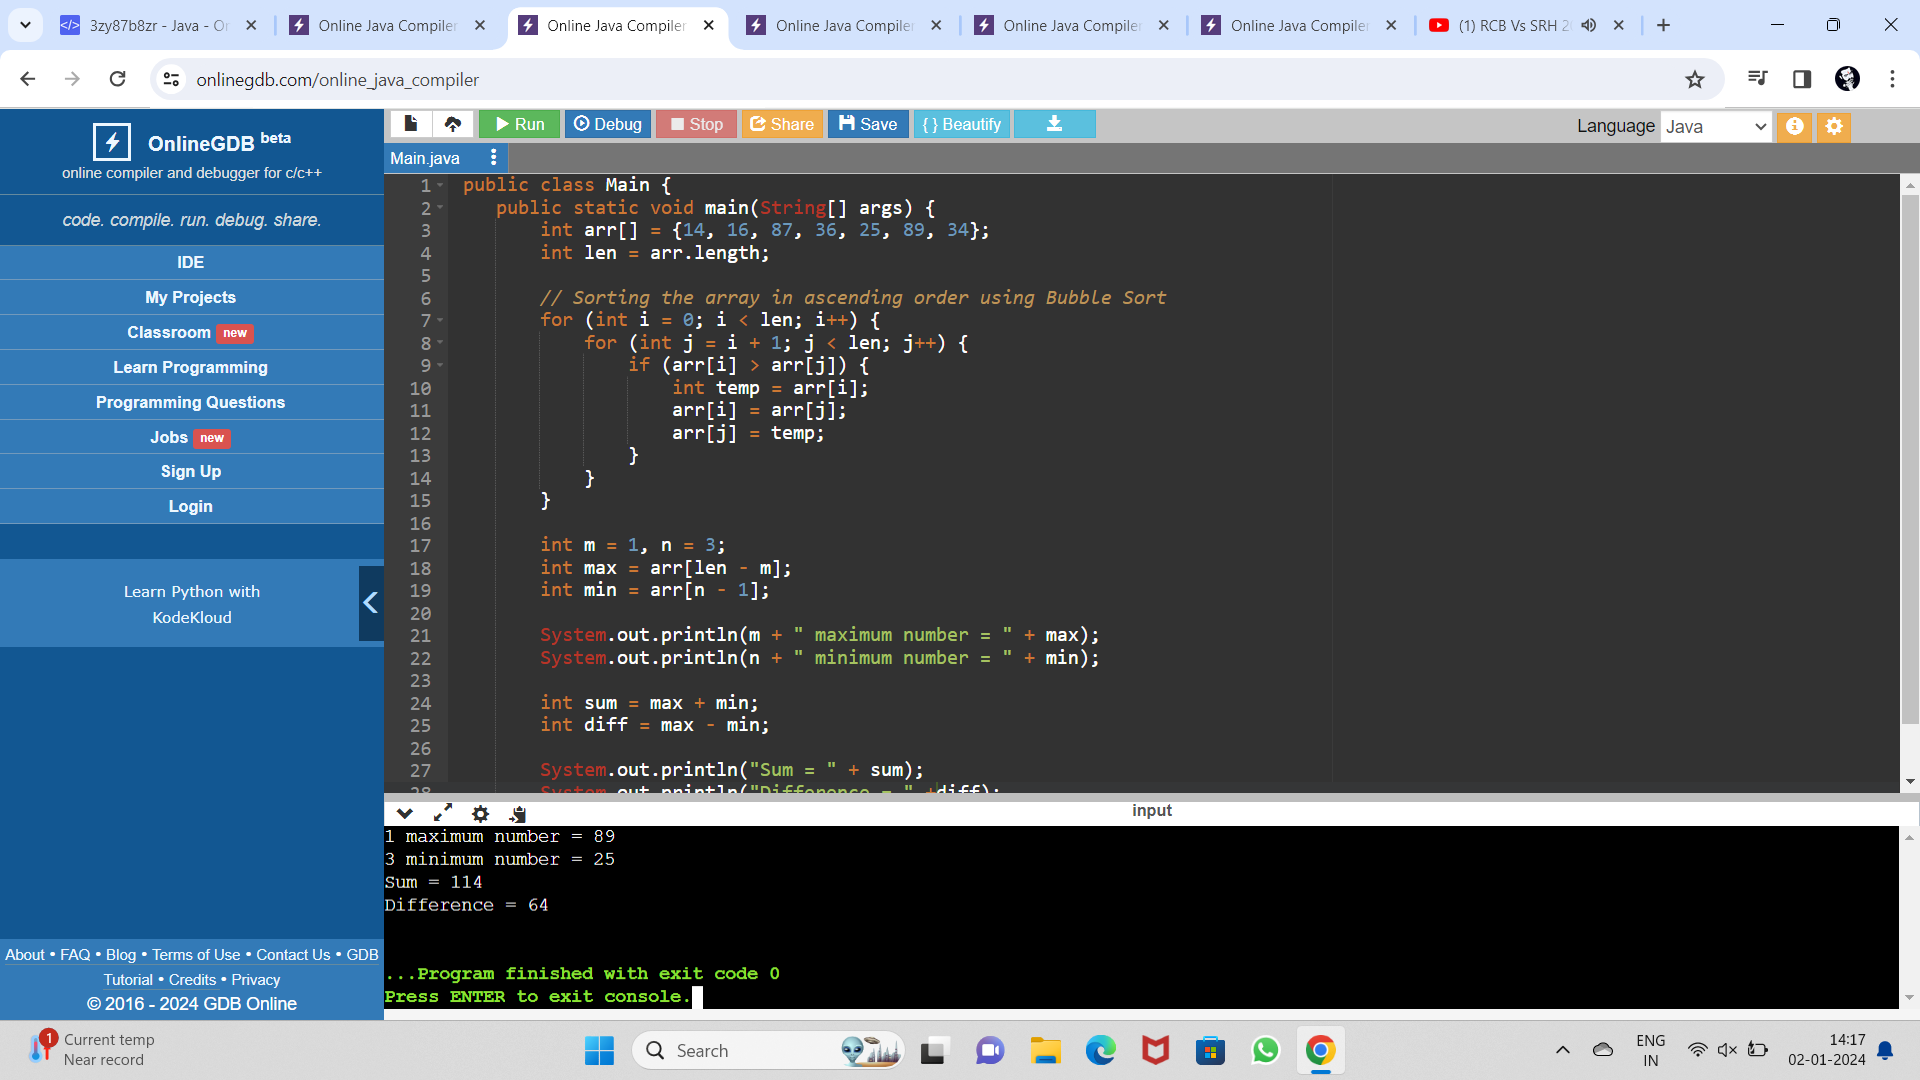 3zy87b8zr - Java - On
Online Java Compiler
Online Java Compiler
Online Java Compiler
Online Java Compiler
Online Java Compiler
(1) RCB Vs SRH 2
onlinegdb.com/online_java_compiler
OnlineGDB beta
online compiler and debugger for c/c++
code. compile. run. debug. share.
IDE
My Projects
Classroom new
Learn Programming
Programming Questions
Jobs new
Sign Up
Login
Learn Python with
KodeKloud
About • FAQ • Blog • Terms of Use • Contact Us • GDB
Tutorial • Credits • Privacy
© 2016 - 2024 GDB Online
Run Debug Stop Share Save { } Beautify
Language Java
Main.java
1 public class Main {
2 public static void main(String[] args) {
3 int arr[] = {14, 16, 87, 36, 25, 89, 34};
4 int len = arr.length;
5
6 // Sorting the array in ascending order using Bubble Sort
7 for (int i = 0; i < len; i++) {
8 for (int j = i + 1; j < len; j++) {
9 if (arr[i] > arr[j]) {
10 int temp = arr[i];
11 arr[i] = arr[j];
12 arr[j] = temp;
13 }
14 }
15 }
16
17 int m = 1, n = 3;
18 int max = arr[len - m];
19 int min = arr[n - 1];
20
21 System.out.println(m + " maximum number = " + max);
22 System.out.println(n + " minimum number = " + min);
23
24 int sum = max + min;
25 int diff = max - min;
26
27 System.out.println("Sum = " + sum);
28 System.out.println("Difference = " +diff);
input
1 maximum number = 89
3 minimum number = 25
Sum = 114
Difference = 64
...Program finished with exit code 0
Press ENTER to exit console.
1
Current temp
Near record
Search
ENG
IN
14:17
02-01-2024